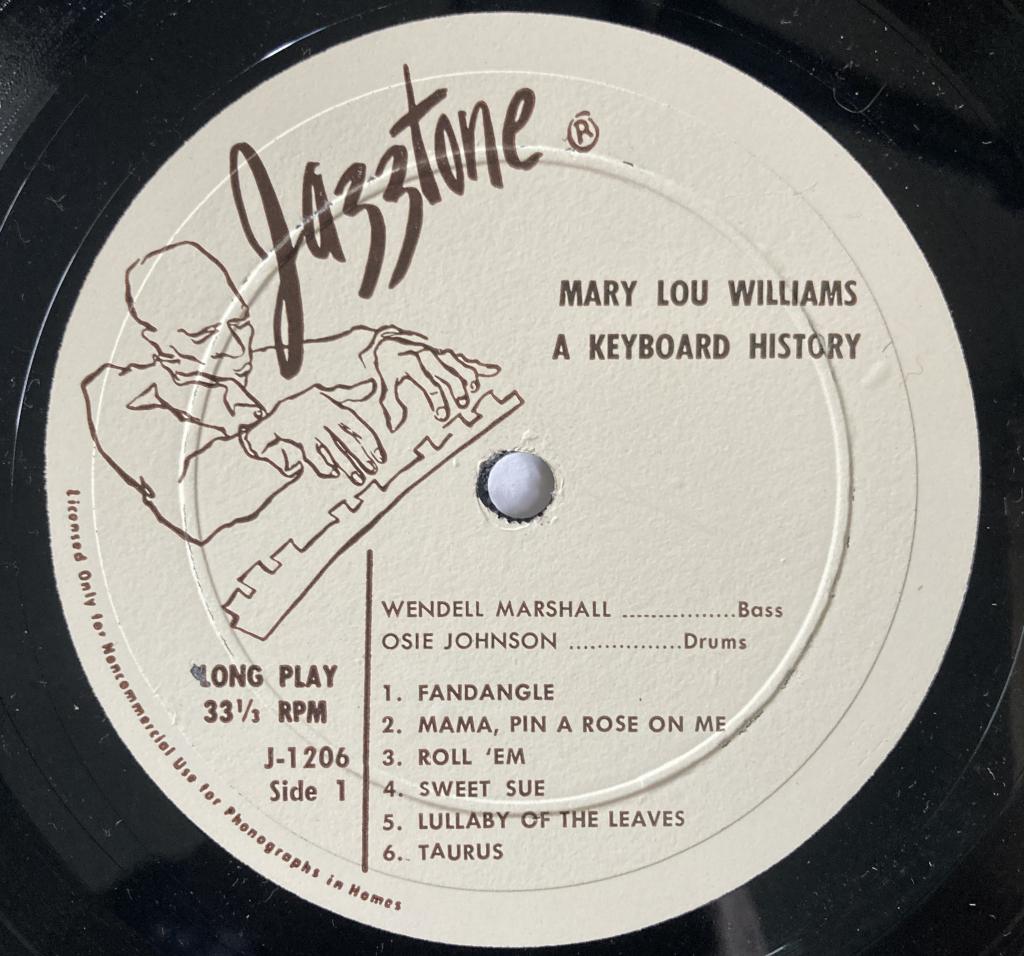 Jazztone ®
MARY LOU WILLIAMS
A KEYBOARD HISTORY
WENDELL MARSHALL ................Bass
OSIE JOHNSON ................Drums
LONG PLAY
33⅓ RPM
J-1206
Side 1
1. FANDANGLE
2. MAMA, PIN A ROSE ON ME
3. ROLL ‘EM
4. SWEET SUE
5. LULLABY OF THE LEAVES
6. TAURUS
Licensed Only for Noncommercial Use for Phonographs in Homes